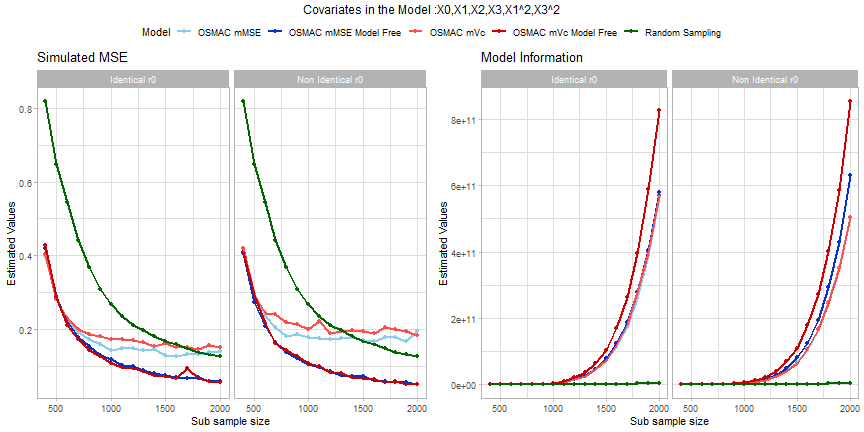 Covariates in the Model :X0,X1,X2,X3,X1^2,X3^2
Model OSMAC mMSE OSMAC mMSE Model Free OSMAC mVc OSMAC mVc Model Free Random Sampling
Simulated MSE
Identical r0 Non Identical r0
Estimated Values
0.8
0.6
0.4
0.2
500 1000 1500 2000 500 1000 1500 2000
Sub sample size
Model Information
Identical r0 Non Identical r0
Estimated Values
8e+11
6e+11
4e+11
2e+11
0e+00
500 1000 1500 2000 500 1000 1500 2000
Sub sample size